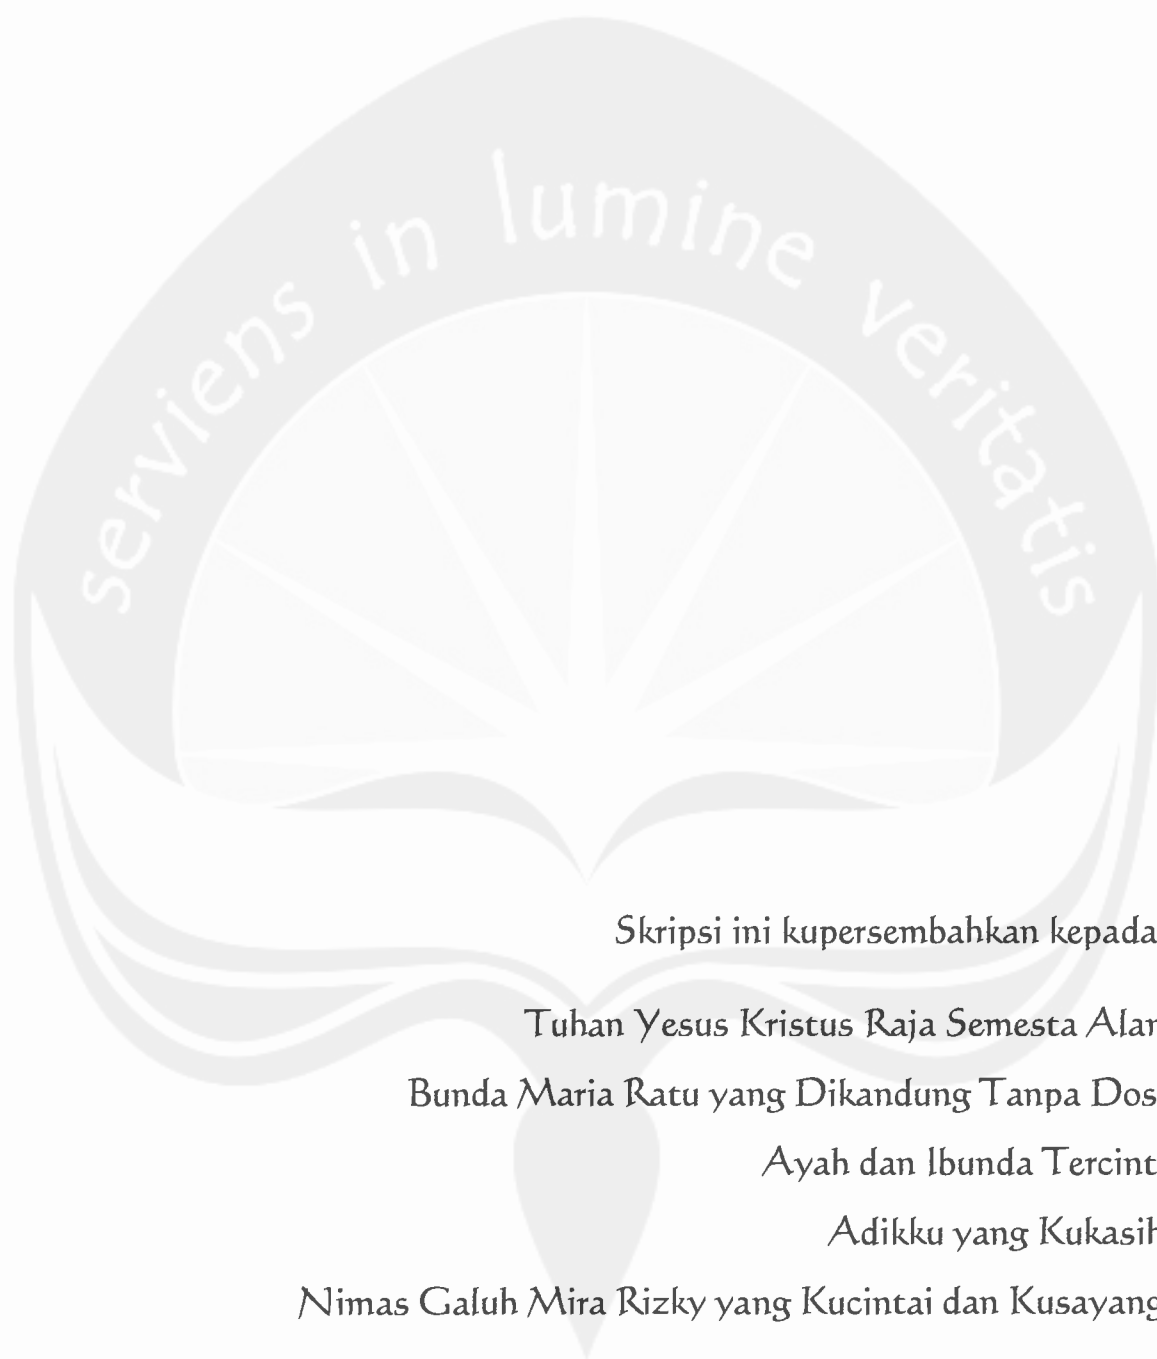 serviens in lumine veritatis
Skripsi ini kupersembahkan kepada
Tuhan Yesus Kristus Raja Semesta
Bunda Maria Ratu yang Dikandung Tanpa
Ayah dan Ibunda
Adikku yang
Nimas Galuh Mira Rizky yang Kucintai dan